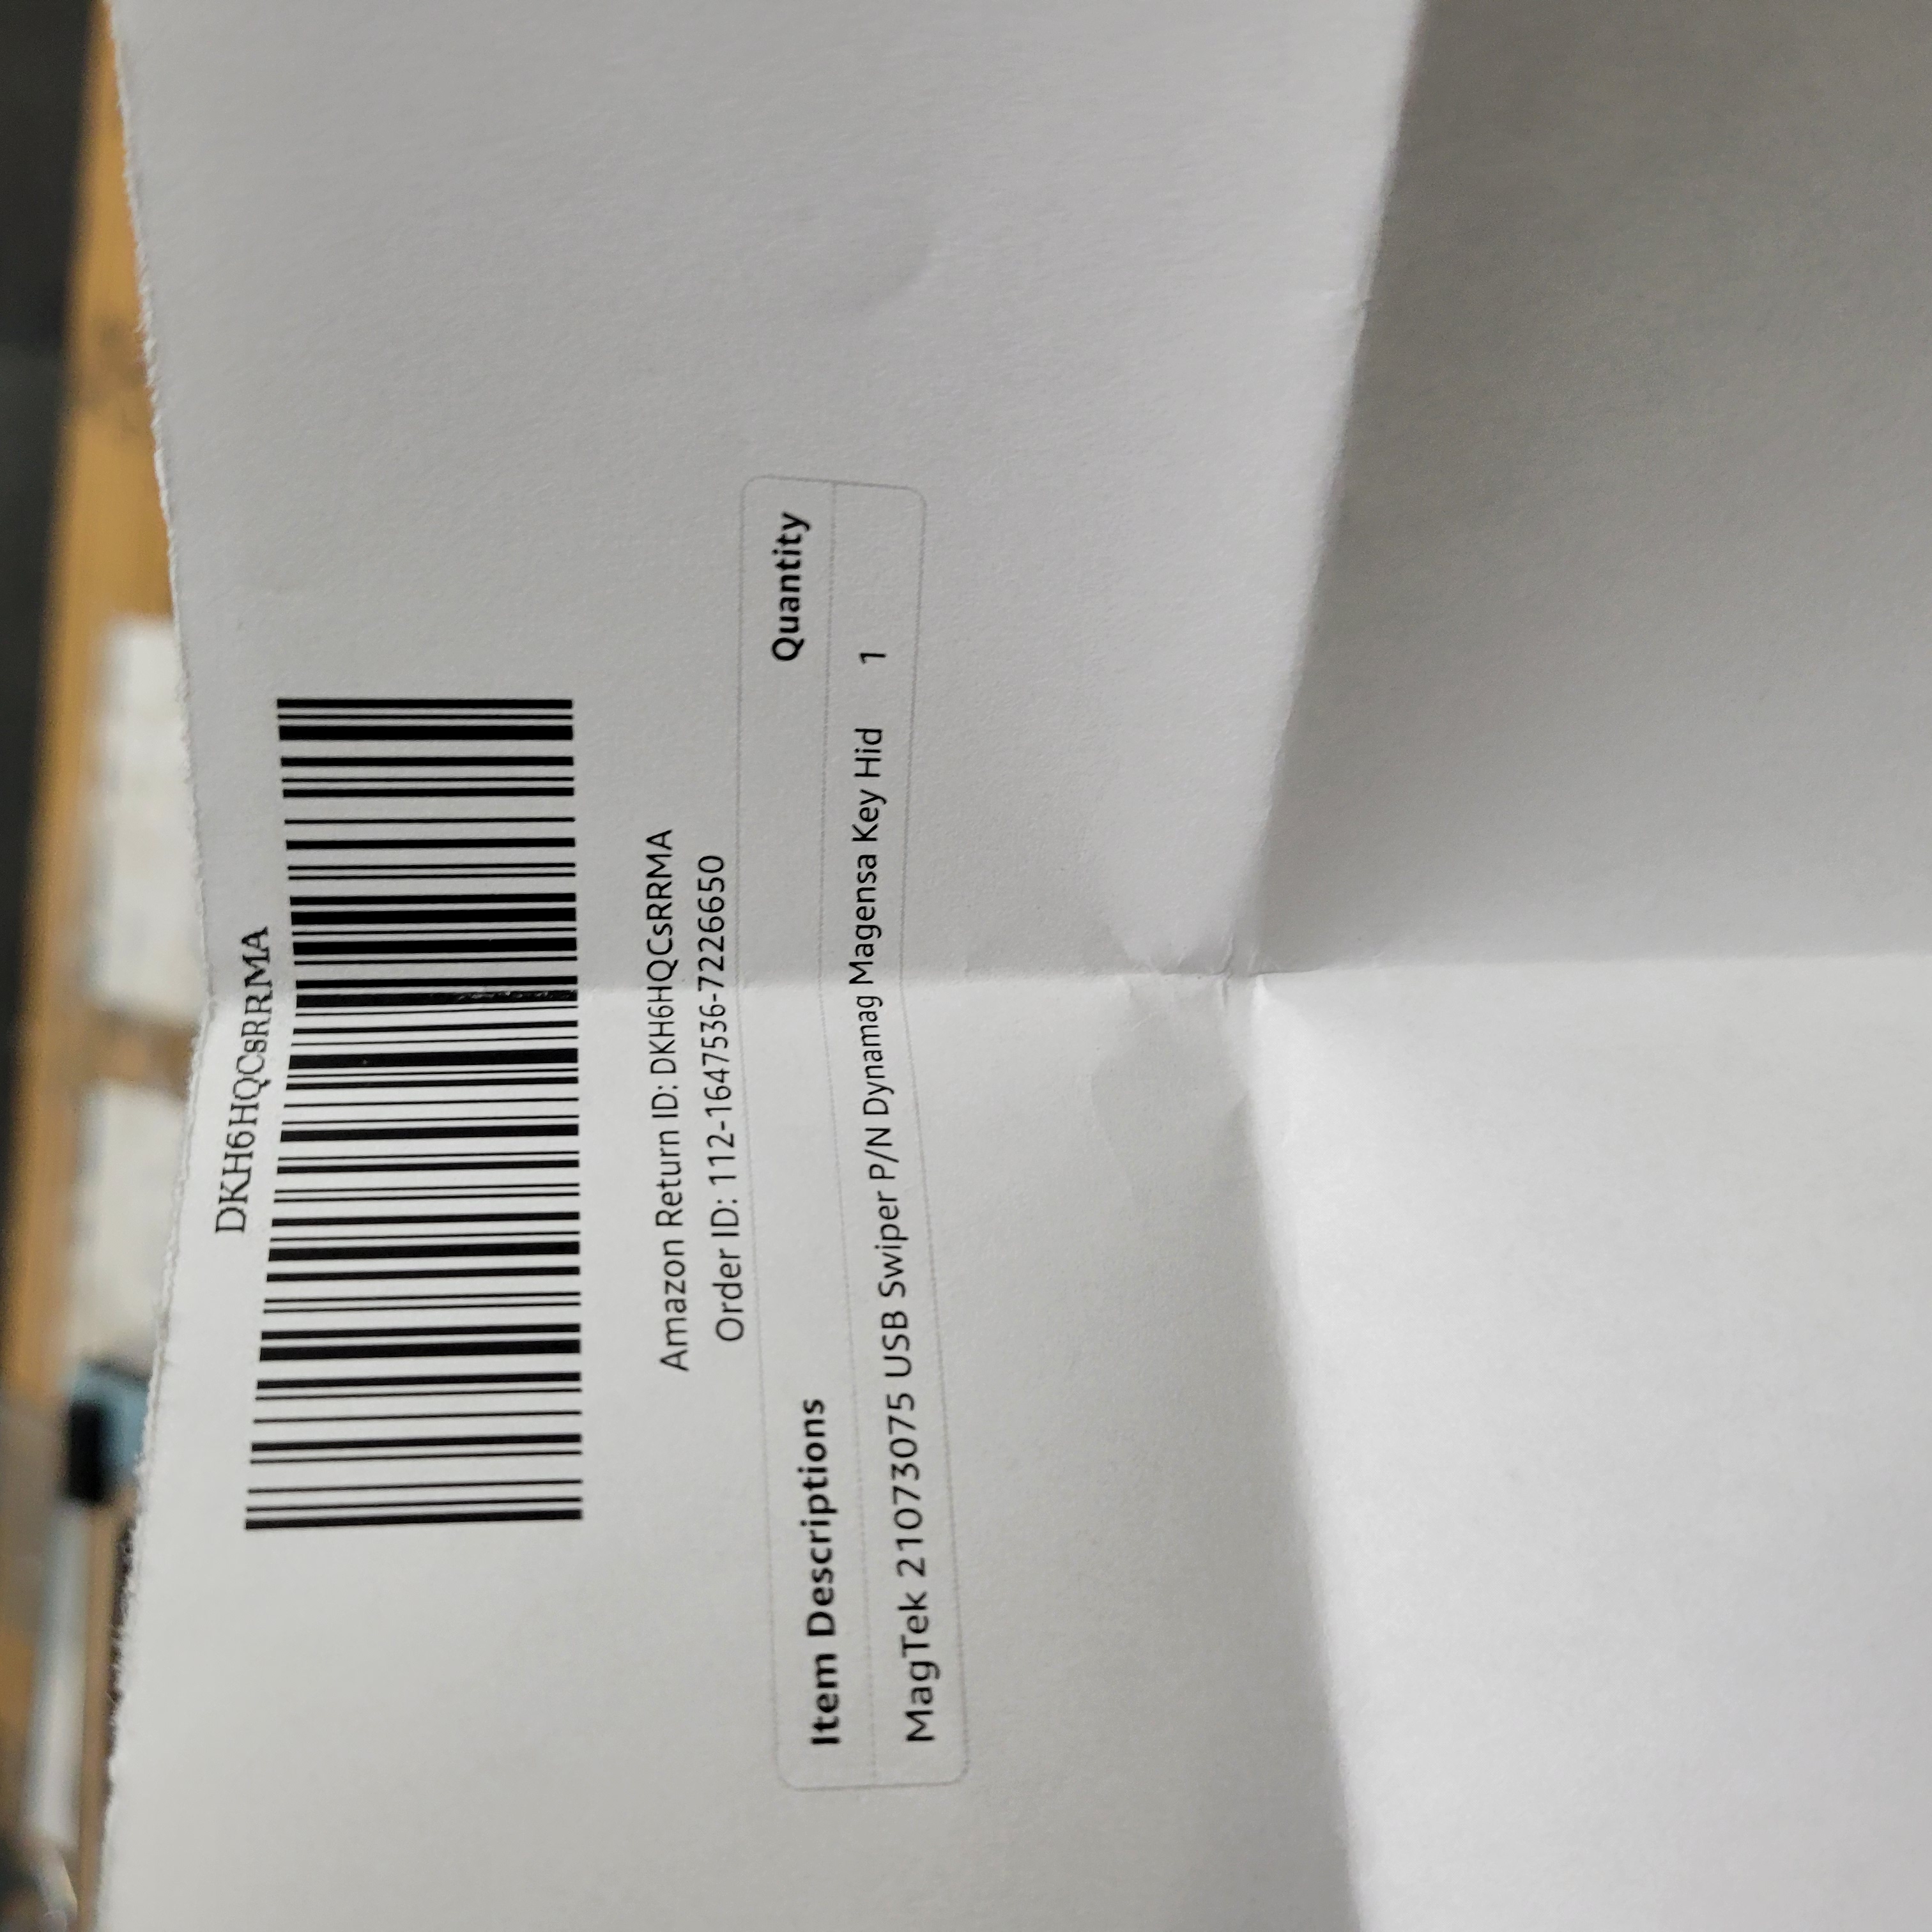 DKH6HQCsRRMA
Amazon Return ID: DKH6HQCsRRMA
Order ID: 112-1647536-7226650
Item Descriptions Quantity
MagTek 21073075 USB Swiper P/N Dynamag Magensa Key Hid 1